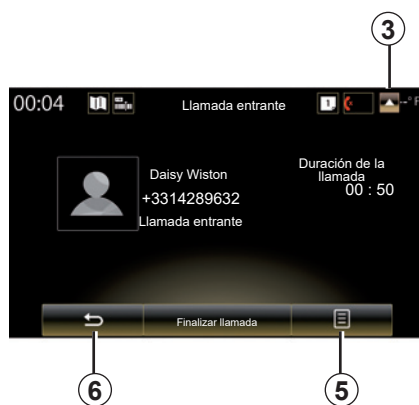 3
00:04
Llamada entrante
1
--° F
Daisy Wiston
+3314289632
Llamada entrante
Duración de la
llamada
00 : 50
Finalizar llamada
6
5